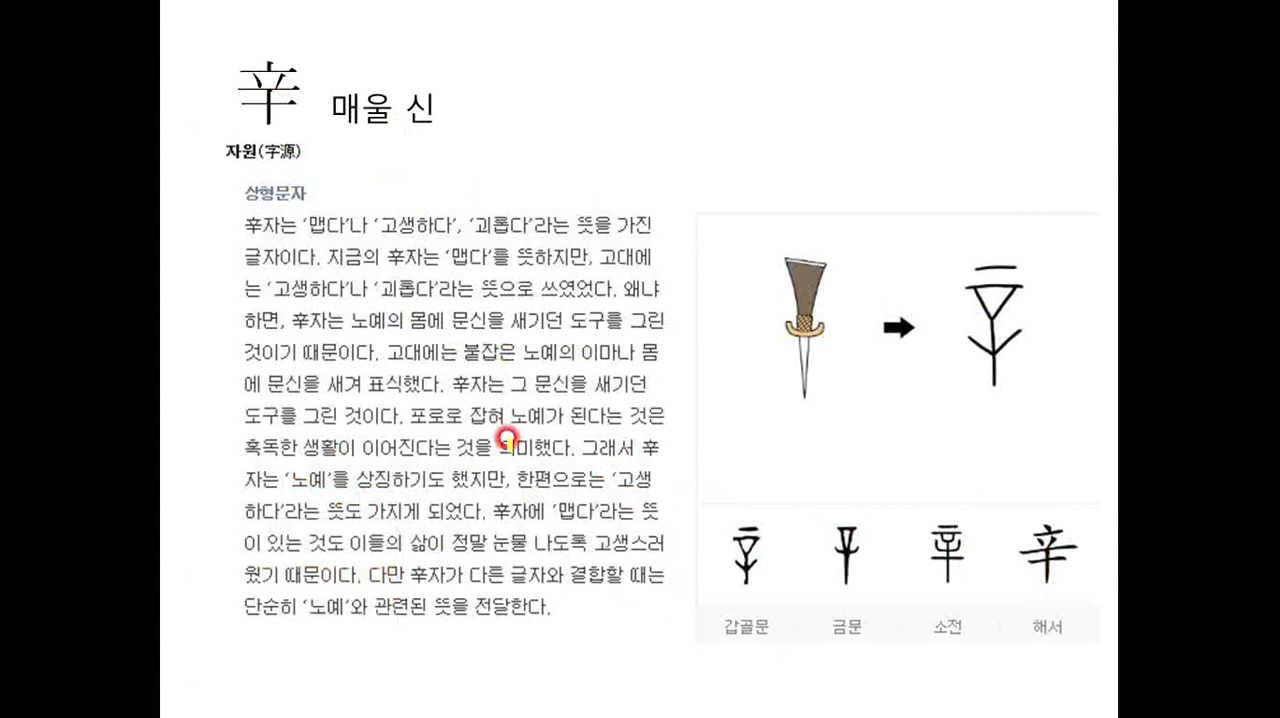 辛 매울 신
자원(字源)
상형문자
辛자는 ‘맵다’나 ‘고생하다’, ‘괴롭다’라는 뜻을 가진
글자이다. 지금의 辛자는 ‘맵다’를 뜻하지만, 고대에
는 ‘고생하다’나 ‘괴롭다’라는 뜻으로 쓰였었다. 왜냐
하면, 辛자는 노예의 몸에 문신을 새기던 도구를 그린
것이기 때문이다. 고대에는 붙잡은 노예의 이마나 몸
에 문신을 새겨 표식했다. 辛자는 그 문신을 새기던
도구를 그린 것이다. 포로로 잡혀 노예가 된다는 것은
혹독한 생활이 이어진다는 것을 의미했다. 그래서 辛
자는 ‘노예’를 상징하기도 했지만, 한편으로는 ‘고생
하다’라는 뜻도 가지게 되었다. 辛자에 ‘맵다’라는 뜻
이 있는 것도 이들의 삶이 정말 눈물 나도록 고생스러
웠기 때문이다. 다만 辛자가 다른 글자와 결합할 때는
단순히 ‘노예’와 관련된 뜻을 전달한다.
갑골문 금문 소전 해서